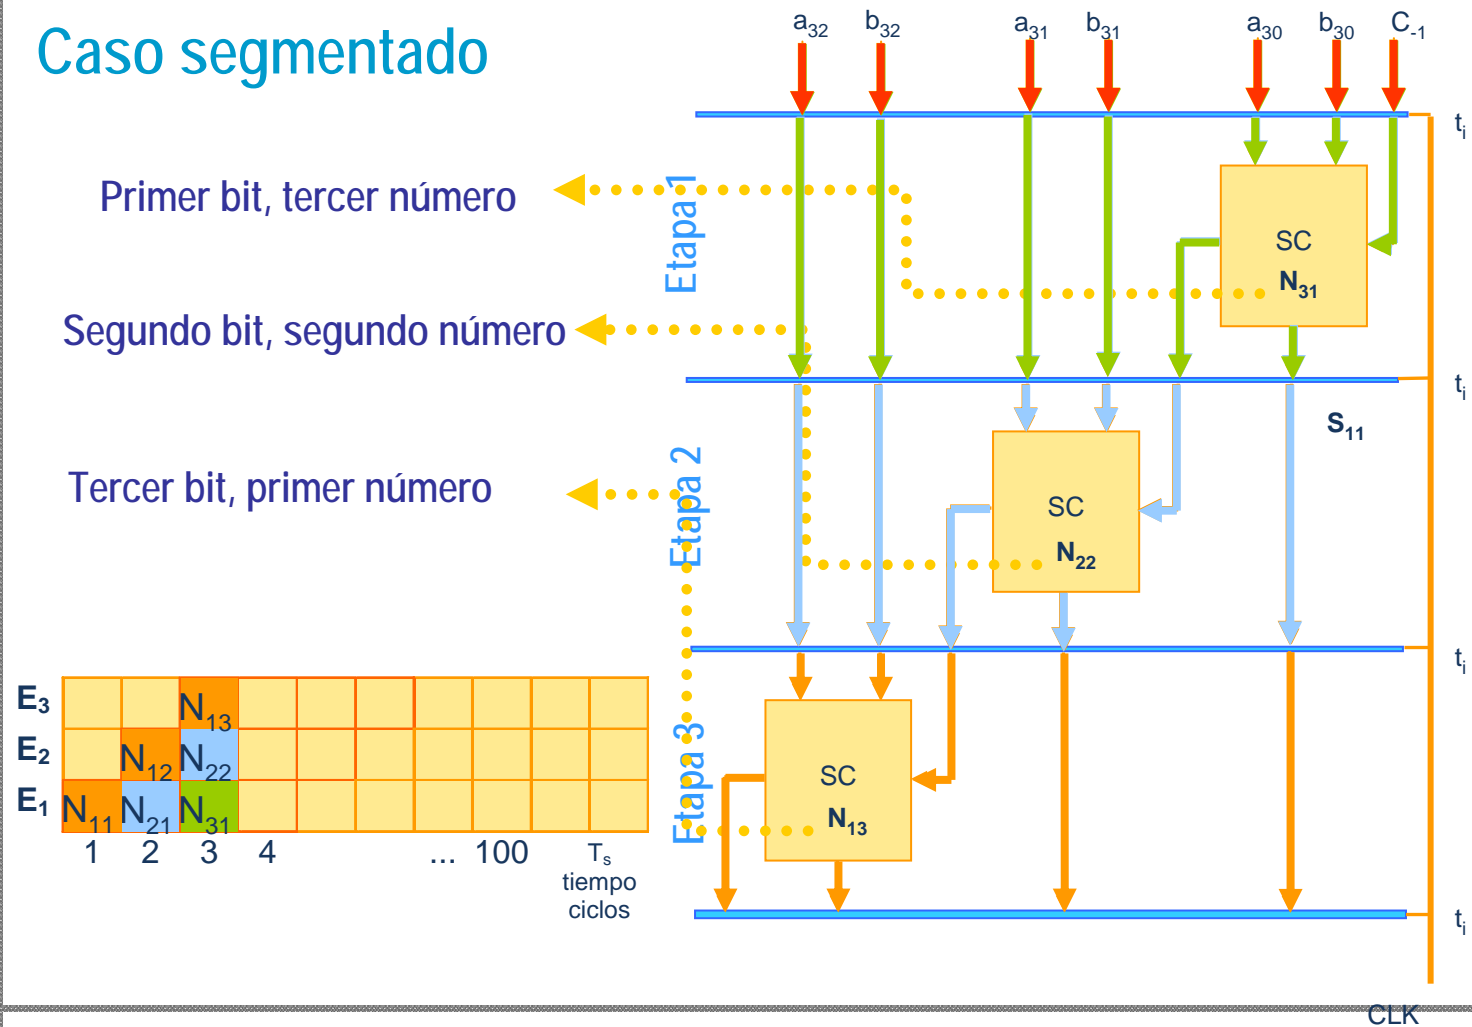 Caso segmentado
a32 b32 a31 b31 a30 b30 C-1
ti
Etapa 1
Primer bit, tercer número
SC
N31
Segundo bit, segundo número
ti
S11
Etapa 2
Tercer bit, primer número
SC
N22
ti
Etapa 3
SC
N13
E3 N13
E2 N12 N22
E1 N11 N21 N31
1 2 3 4 ... 100 Ts
tiempo
ciclos
ti
CLK